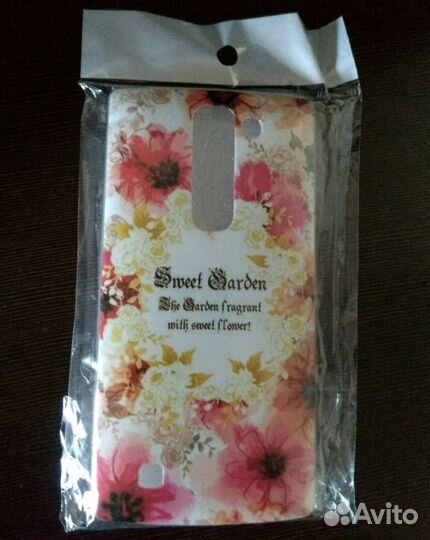 Sweet Garden
The Garden fragrant
with sweet flower!
Avito